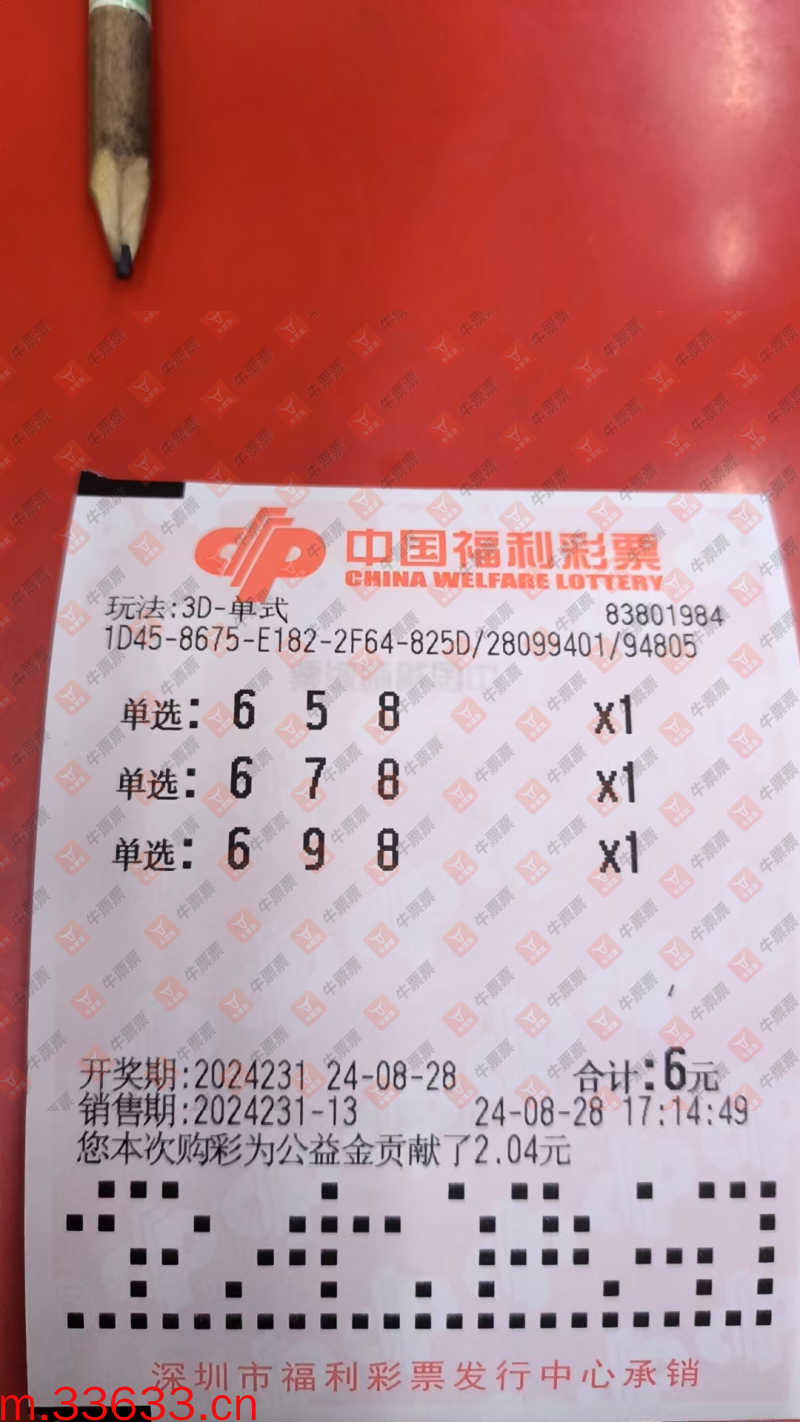 中国福利彩票
CHINA WELFARE LOTTERY
玩法:3D-单式 83801984
1D45-8675-E182-2F64-825D/28099401/94805
单选: 6 5 8 x1
单选: 6 7 8 x1
单选: 6 9 8 x1
开奖期:2024231 24-08-28 合计:6元
销售期:2024231-13 24-08-28 17:14:49
您本次购彩为公益金贡献了2.04元
深圳市福利彩票发行中心承销
m.33633.cn
牛票票